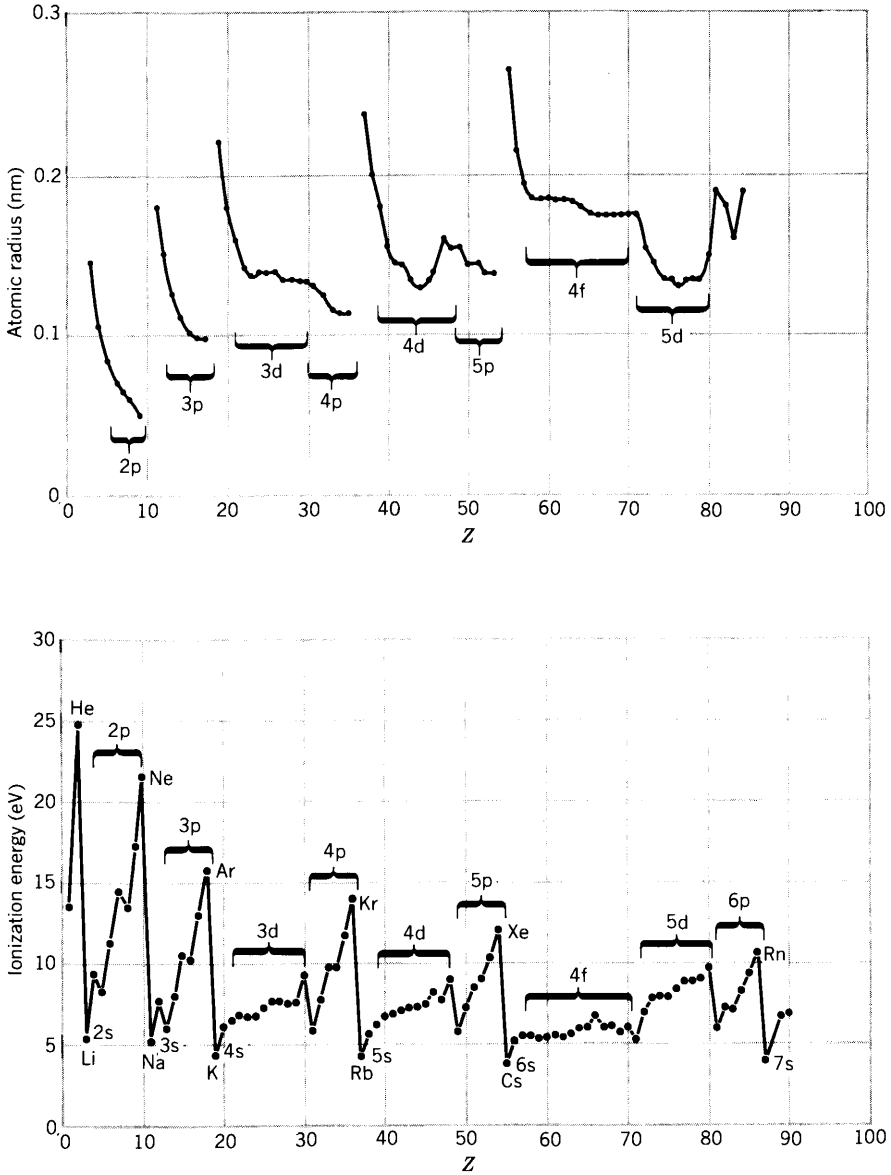 0.3
0.2
0.1
0
Atomic radius (nm)
2p
3p
3d
4p
4d
5p
4f
5d
0 10 20 30 40 50 60 70 80 90 100
Z
30
25
20
15
10
5
0
Ionization energy (eV)
He
2p
Ne
3p
Ar
3d
4p
Kr
4d
5p
Xe
4f
5d
6p
Rn
Li
2s
Na
3s
K
4s
Rb
5s
Cs
6s
7s
0 10 20 30 40 50 60 70 80 90 100
Z